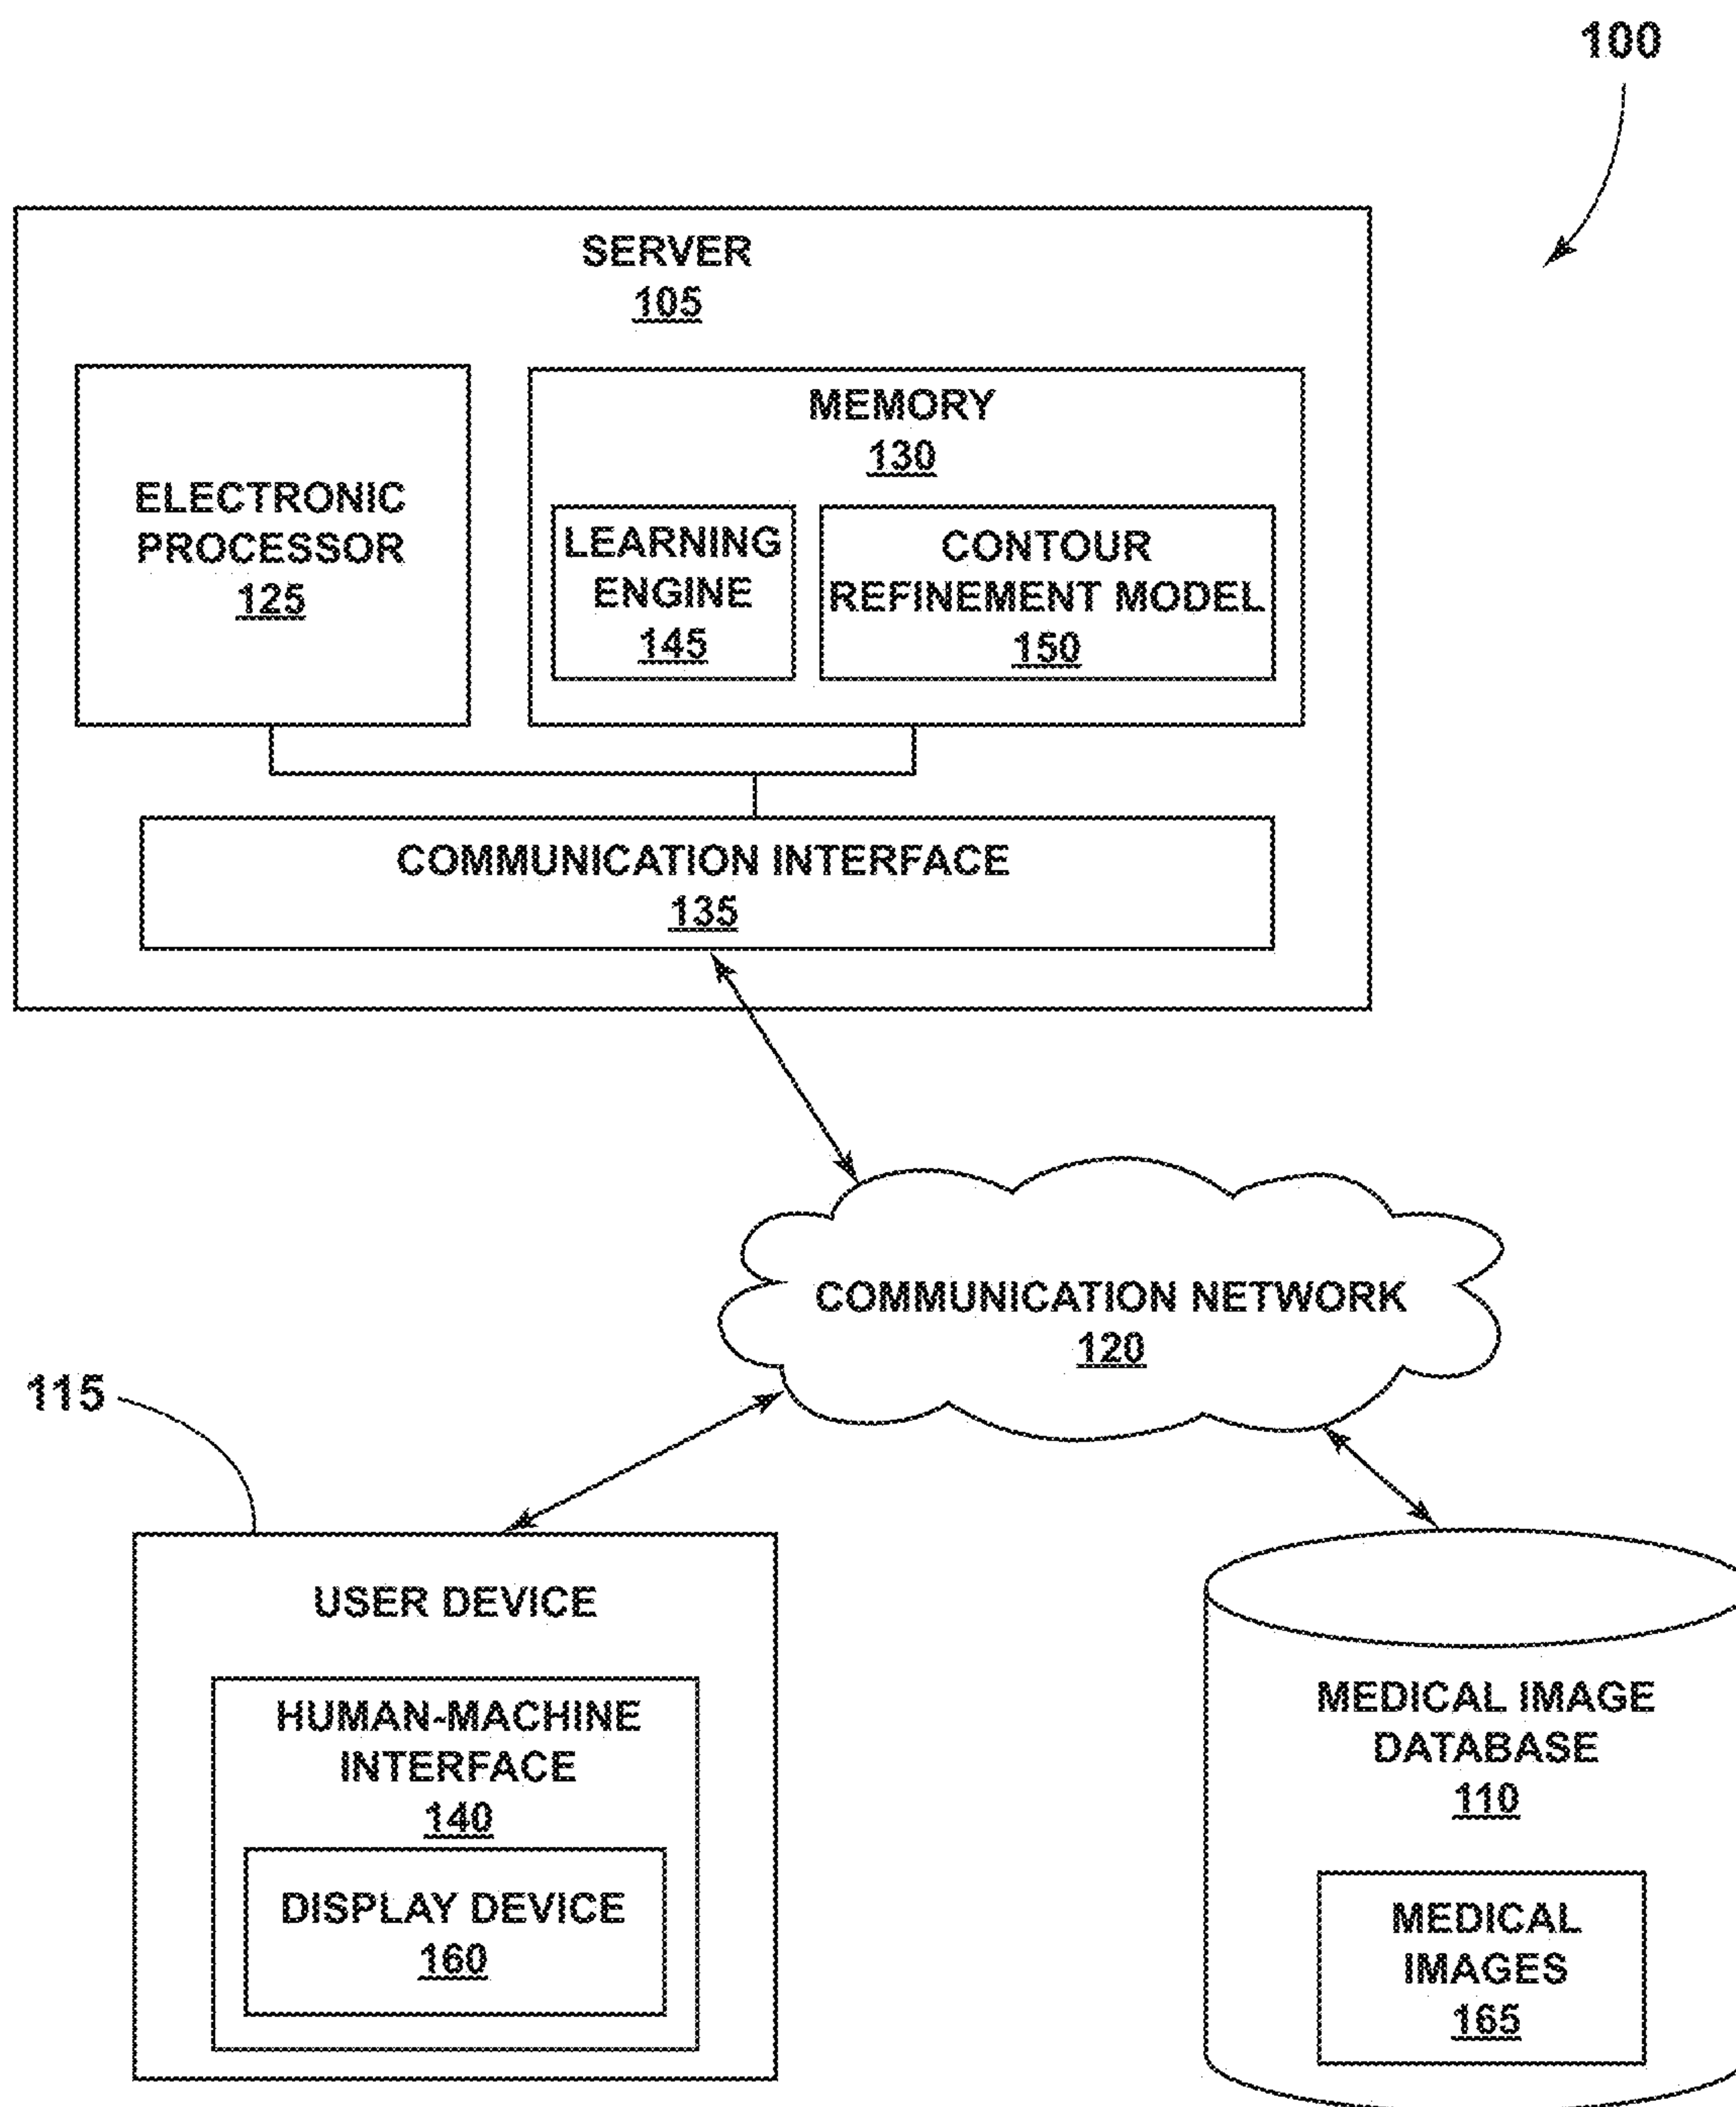 100
SERVER
105
ELECTRONIC
PROCESSOR
125
MEMORY
130
LEARNING
ENGINE
145
CONTOUR
REFINEMENT MODEL
150
COMMUNICATION INTERFACE
135
COMMUNICATION NETWORK
120
115
USER DEVICE
HUMAN-MACHINE
INTERFACE
140
DISPLAY DEVICE
160
MEDICAL IMAGE
DATABASE
110
MEDICAL
IMAGES
165